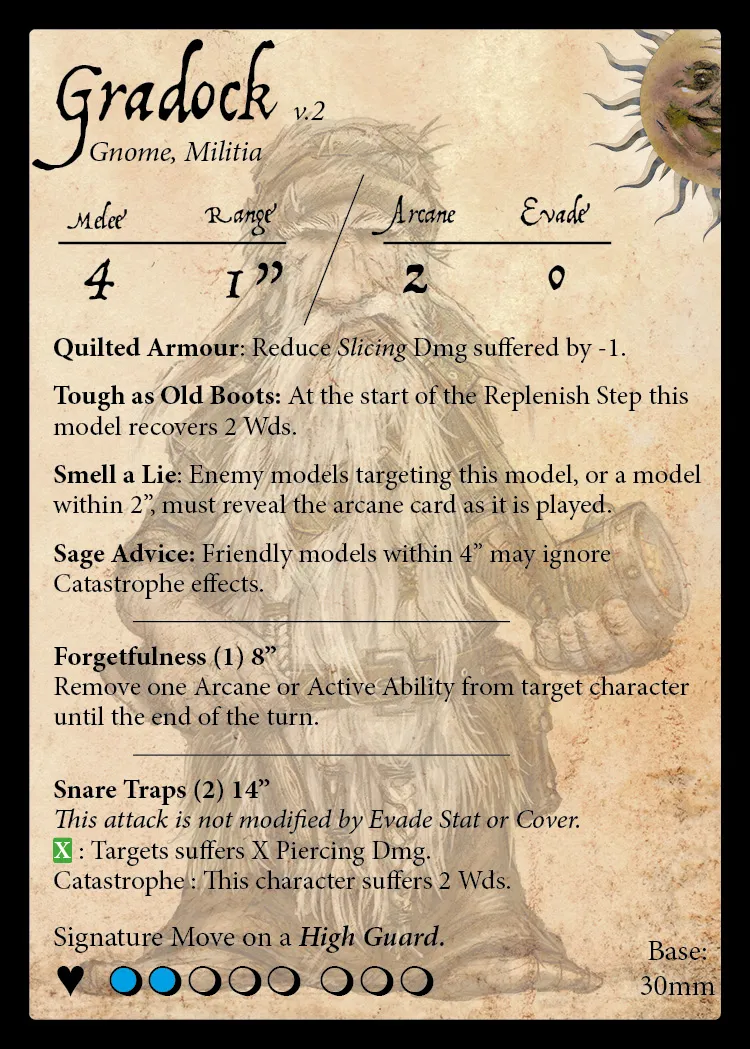 Gradock v.2
Gnome, Militia
Melee Range Arcane Evade
4 1” 2 0
Quilted Armour: Reduce Slicing Dmg suffered by -1.
Tough as Old Boots: At the start of the Replenish Step this
model recovers 2 Wds.
Smell a Lie: Enemy models targeting this model, or a model
within 2”, must reveal the arcane card as it is played.
Sage Advice: Friendly models within 4” may ignore
Catastrophe effects.
Forgetfulness (1) 8”
Remove one Arcane or Active Ability from target character
until the end of the turn.
Snare Traps (2) 14”
This attack is not modified by Evade Stat or Cover.
X : Targets suffers X Piercing Dmg.
Catastrophe : This character suffers 2 Wds.
Signature Move on a High Guard.
Base:
30mm